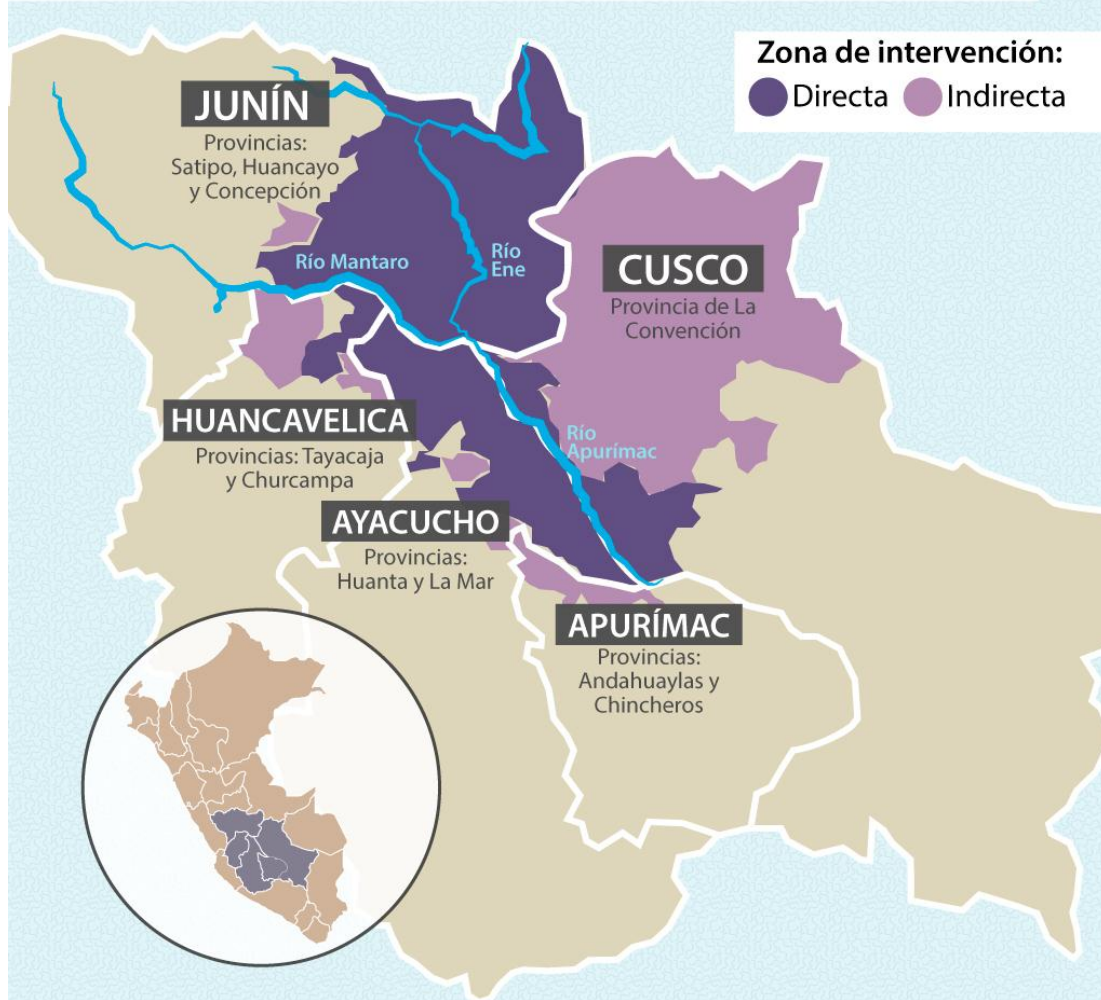 Zona de intervención:
Directa
Indirecta
JUNÍN
Provincias:
Satipo, Huancayo
y Concepción
Río Mantaro
Río
Ene
CUSCO
Provincia de La
Convención
HUANCAVELICA
Provincias: Tayacaja
y Churcampa
Río
Apurímac
AYACUCHO
Provincias:
Huanta y La Mar
APURÍMAC
Provincias:
Andahuaylas y
Chincheros